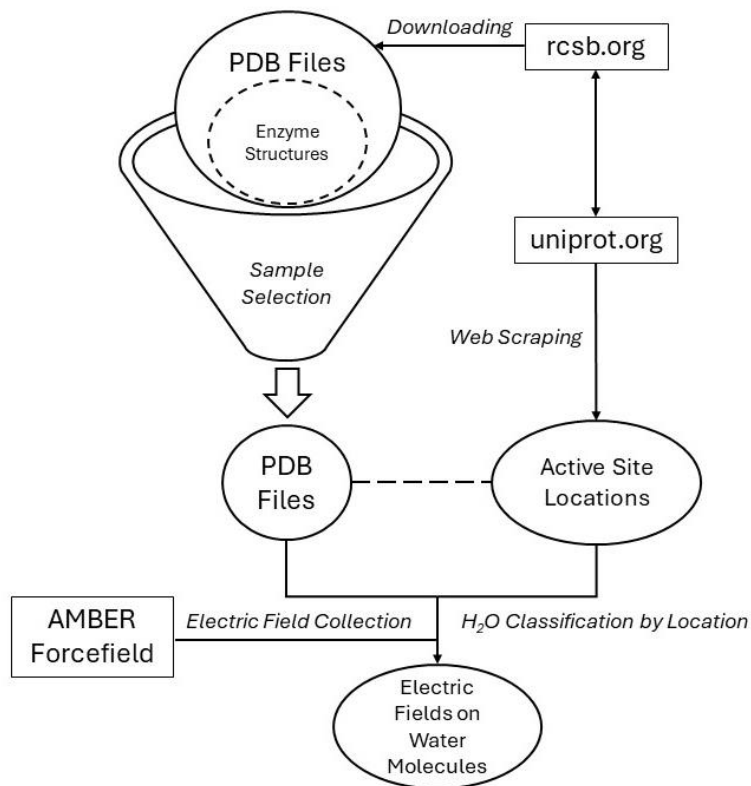 Downloading
rcsb.org
PDB Files
Enzyme
Structures
uniprot.org
Sample
Selection
Web Scraping
PDB
Files
Active Site
Locations
AMBER
Forcefield
Electric Field Collection
H₂O Classification by Location
Electric
Fields on
Water
Molecules